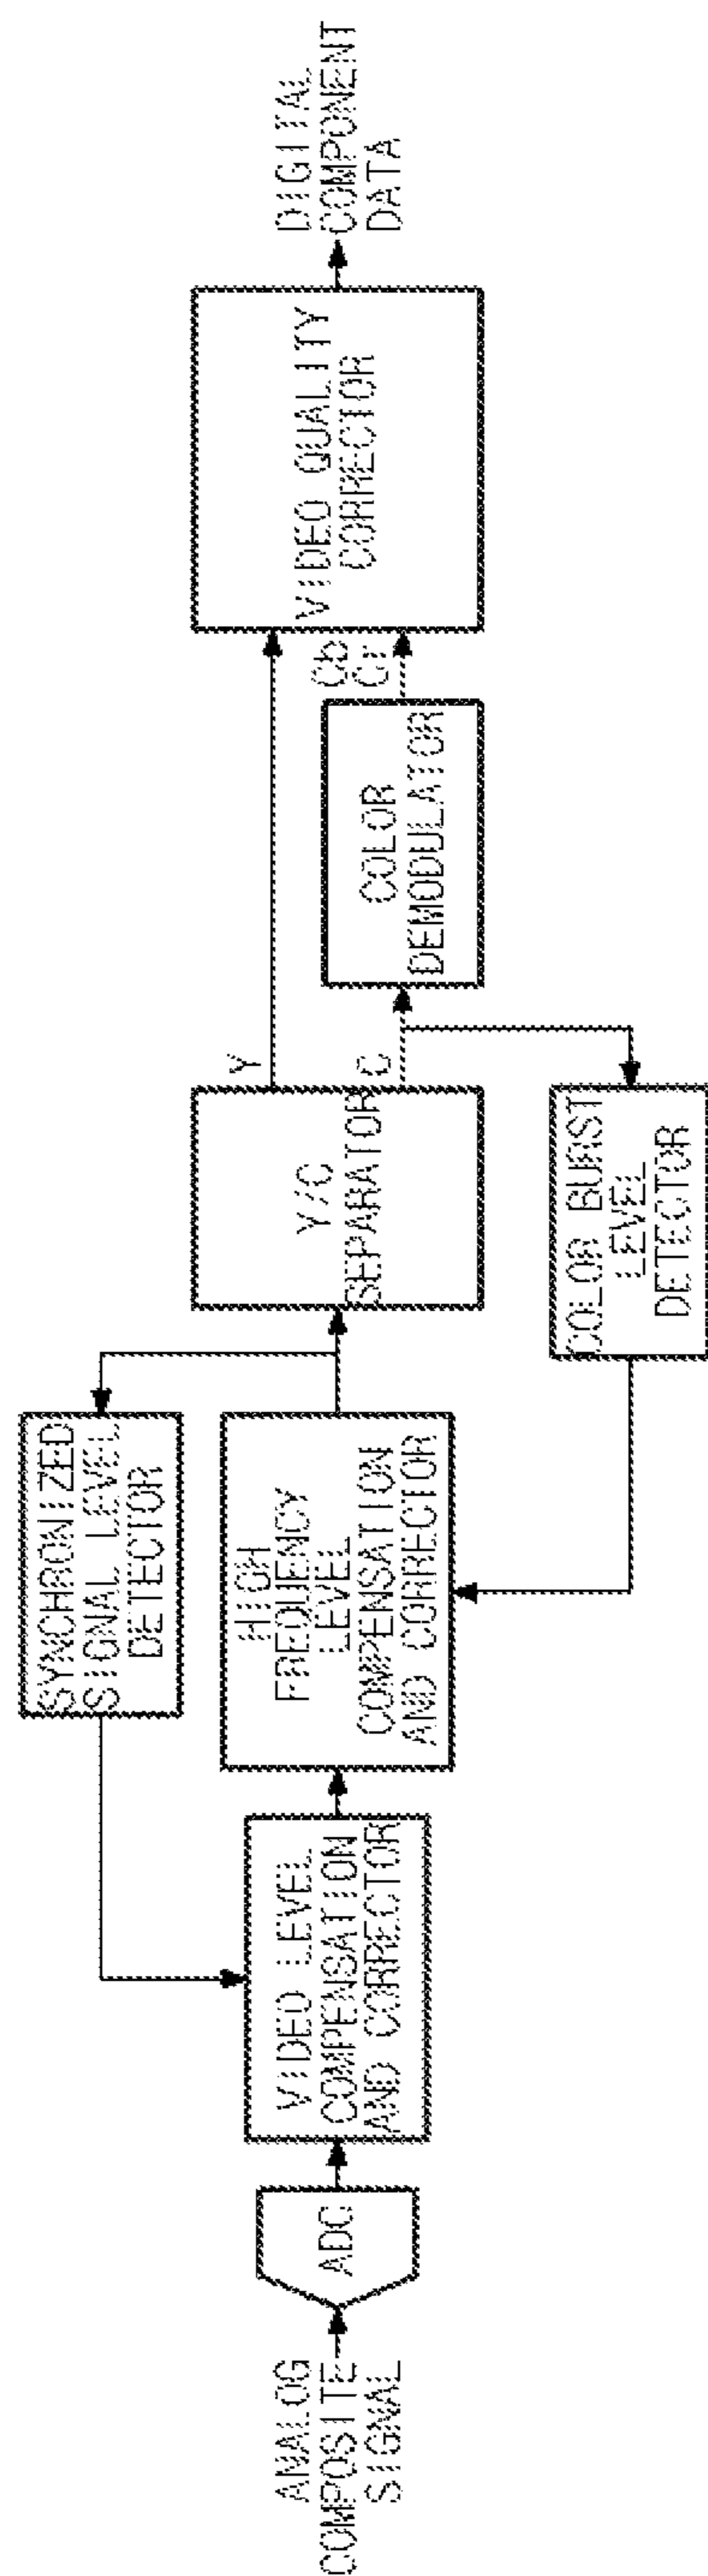 ANALOG
COMPOSITE
SIGNAL
ADC
VIDEO LEVEL
COMPENSATION
AND CORRECTOR
SYNCHRONIZED
SIGNAL LEVEL
DETECTOR
HIGH
FREQUENCY
LEVEL
COMPENSATION
AND CORRECTOR
Y/C
SEPARATOR
Y
C
COLOR BURST
LEVEL
DETECTOR
COLOR
DEMODULATOR
Cb
Cr
VIDEO QUALITY
CORRECTOR
DIGITAL
COMPONENT
DATA